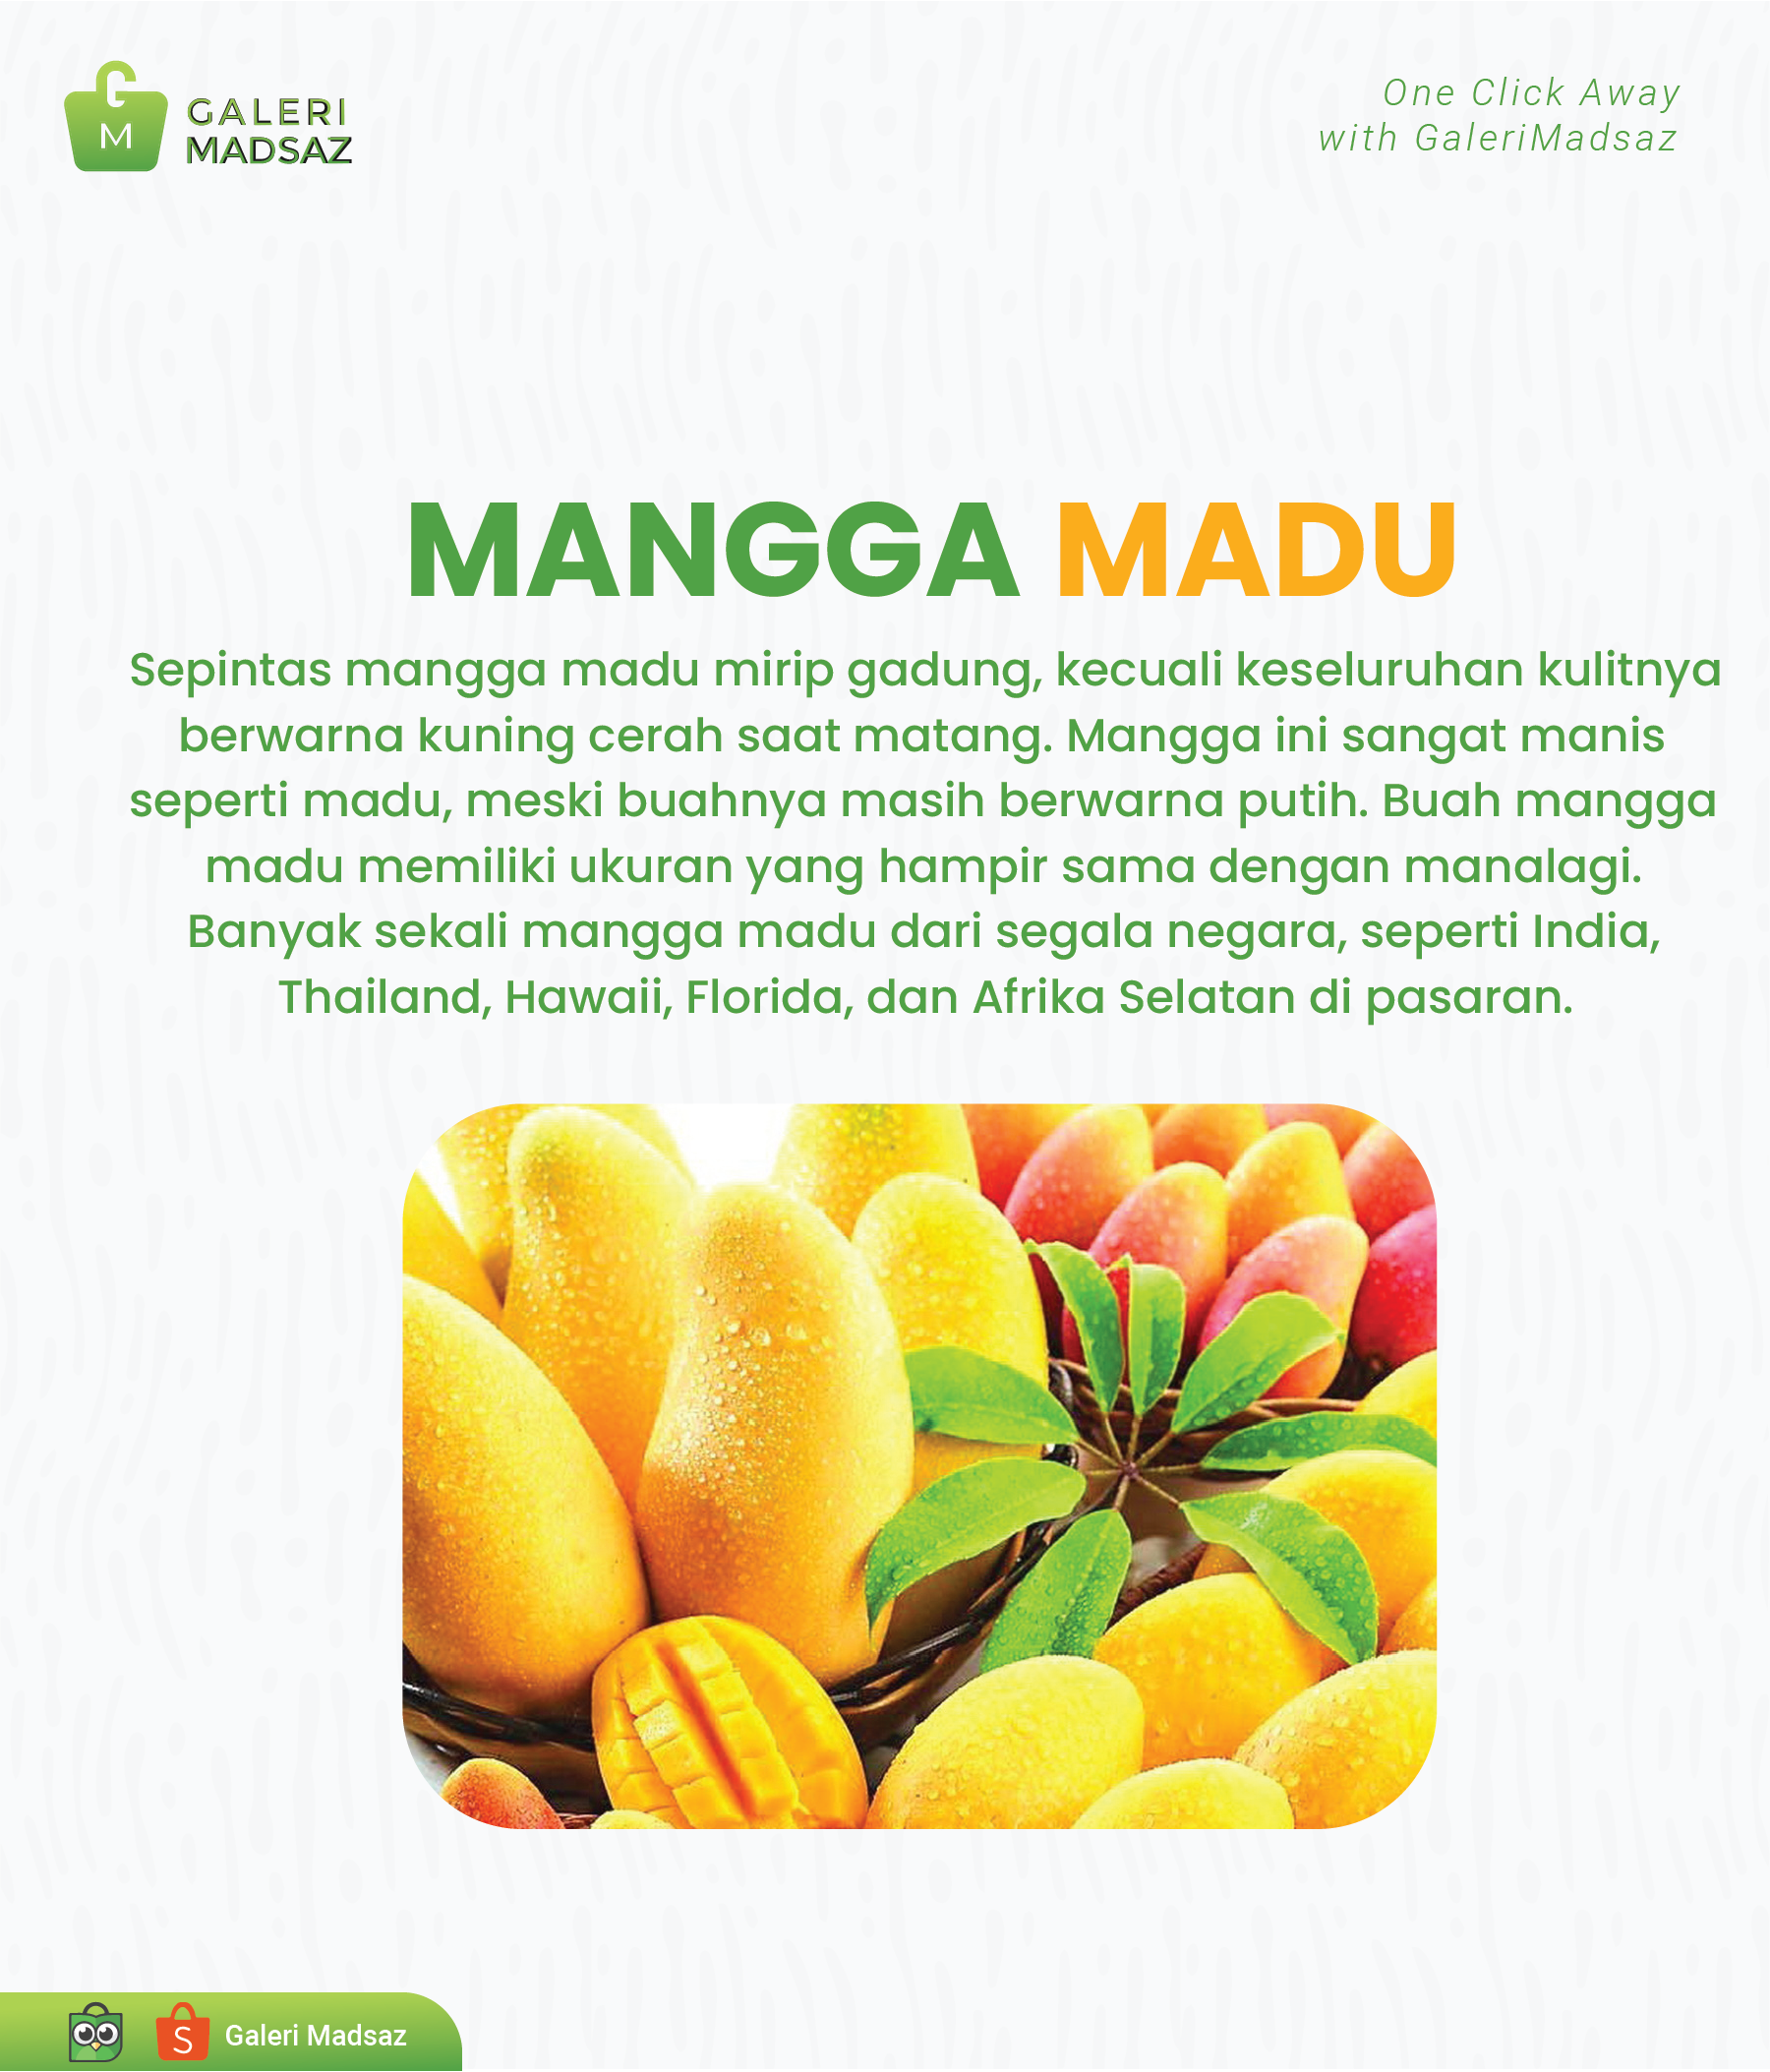 GALERI
MADSAZ
One Click Away
with GaleriMadsaz
MANGGA MADU
Sepintas mangga madu mirip gadung, kecuali keseluruhan kulitnya
berwarna kuning cerah saat matang. Mangga ini sangat manis
seperti madu, meski buahnya masih berwarna putih. Buah mangga
madu memiliki ukuran yang hampir sama dengan manalagi.
Banyak sekali mangga madu dari segala negara, seperti India,
Thailand, Hawaii, Florida, dan Afrika Selatan di pasaran.
Galeri Madsaz